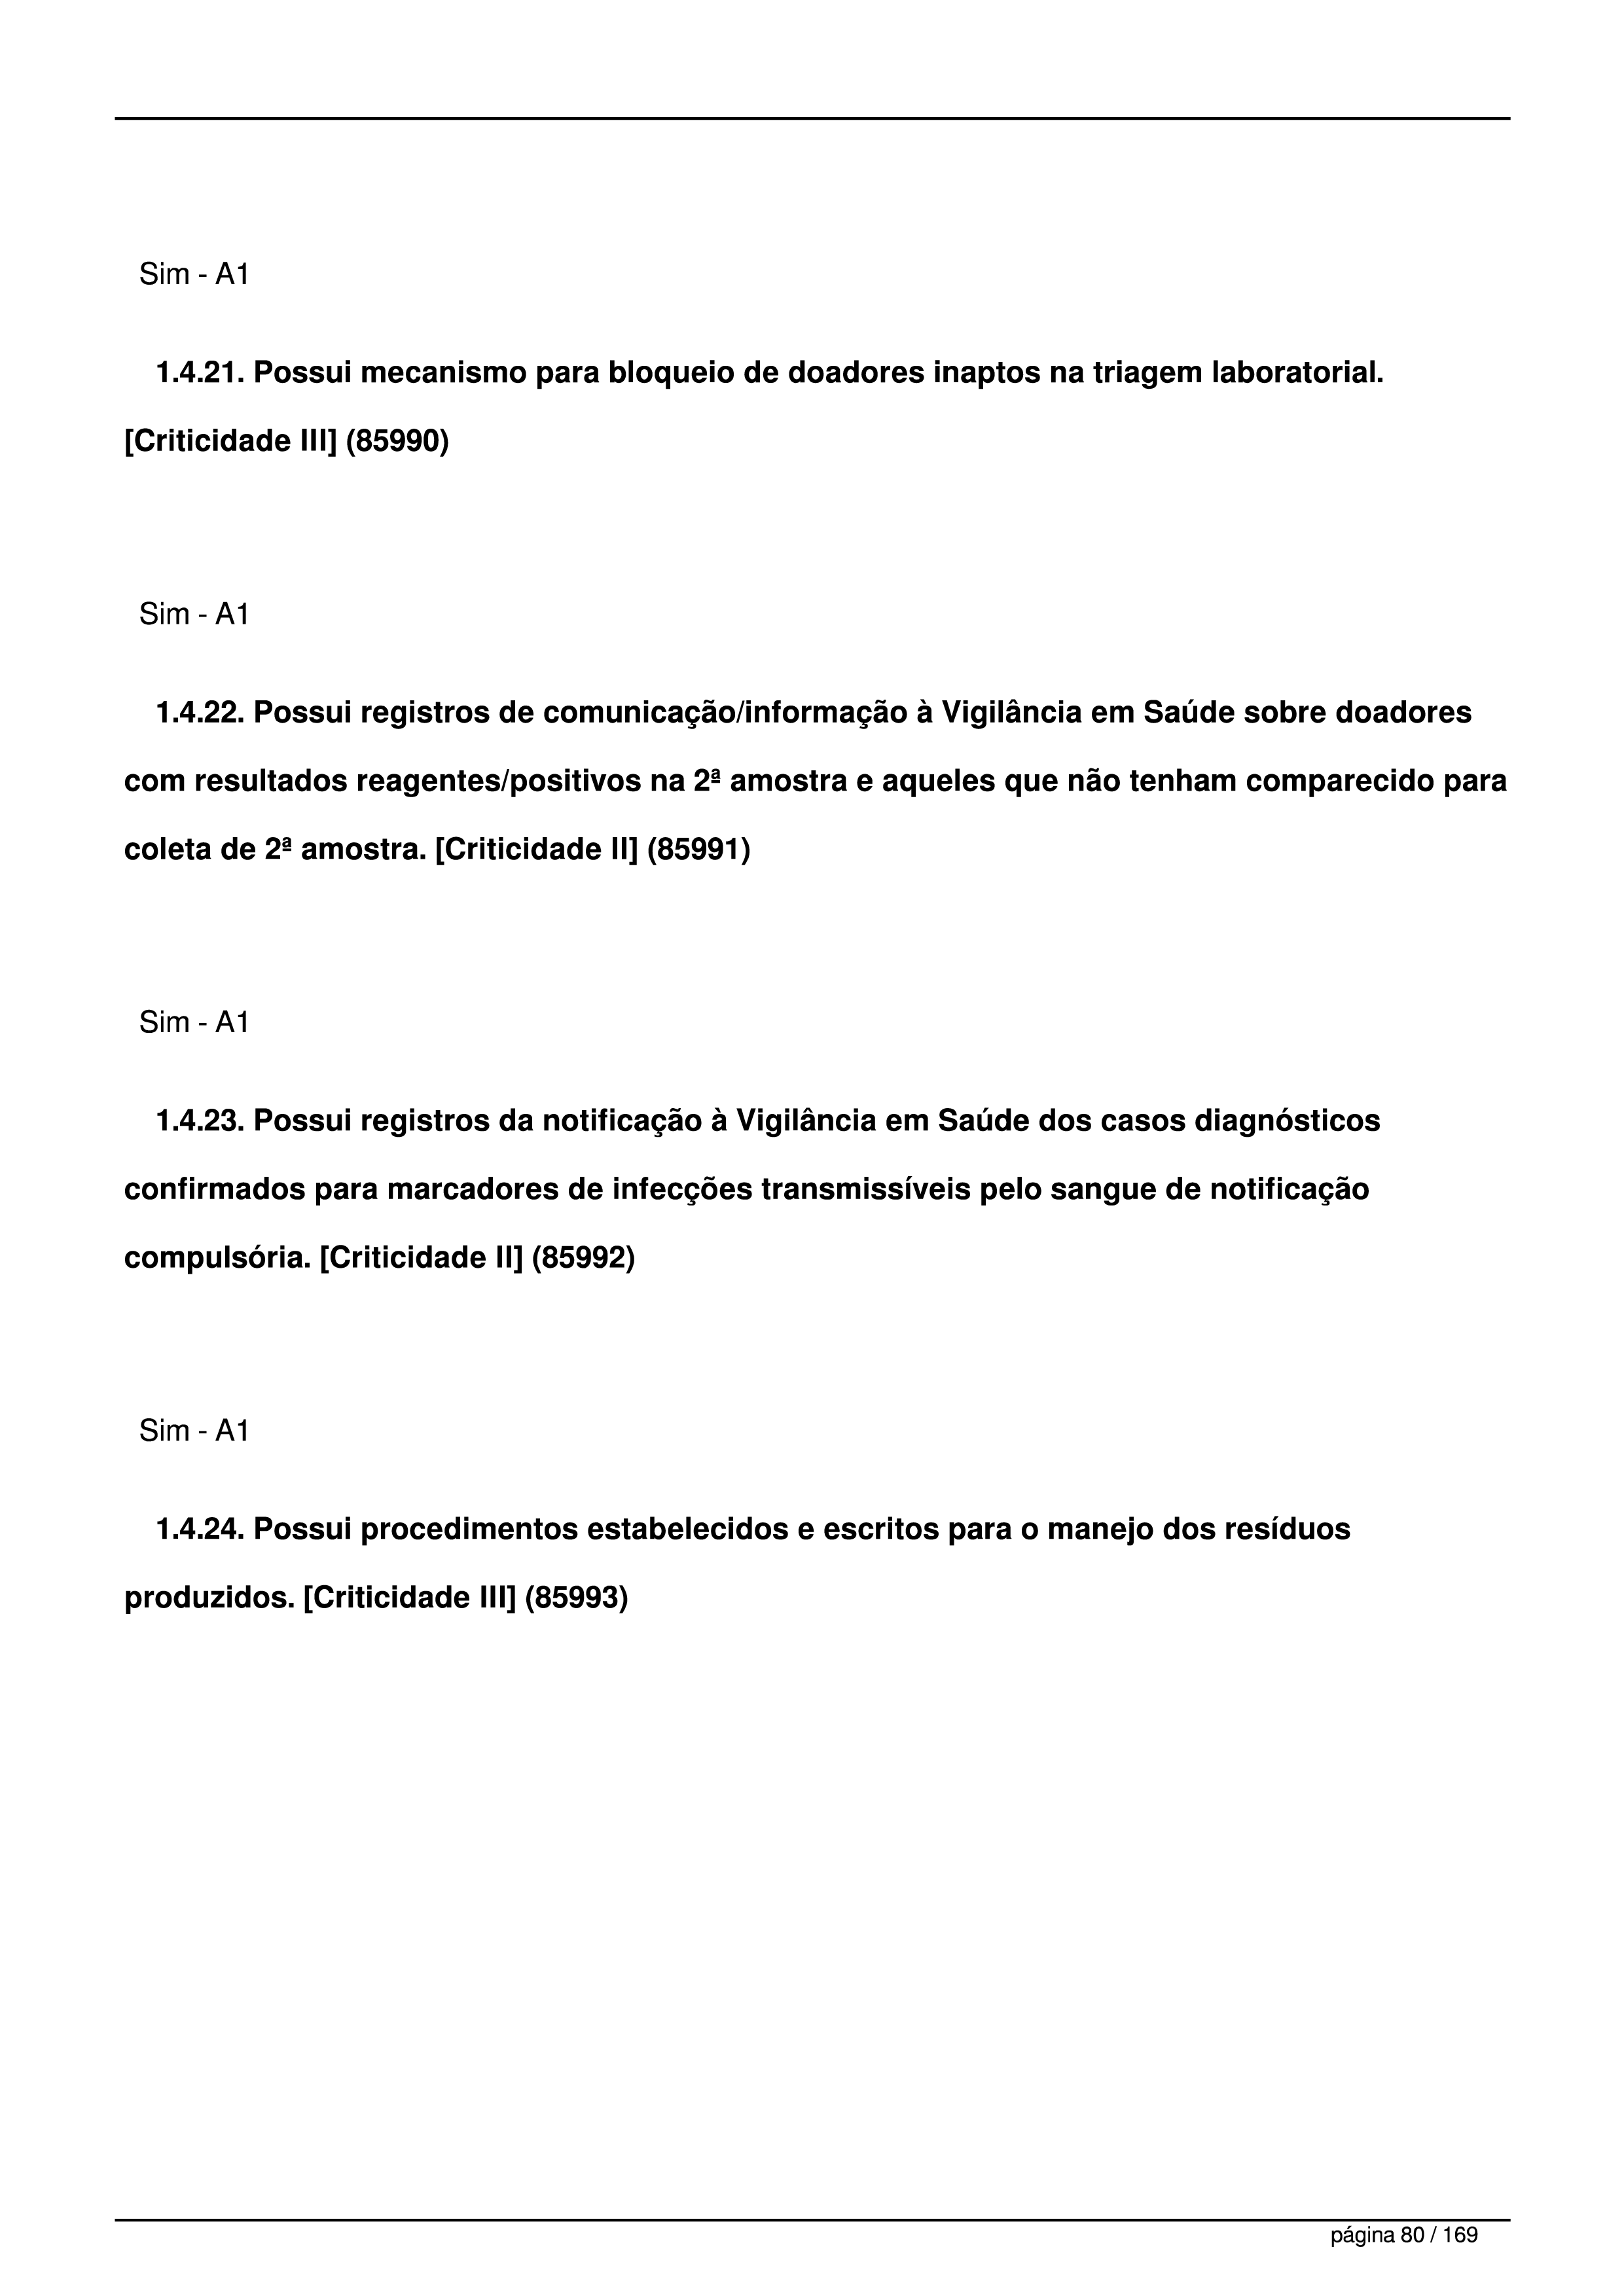 Sim - A1
1.4.21. Possui mecanismo para bloqueio de doadores inaptos na triagem laboratorial.
[Criticidade III] (85990)
Sim - A1
1.4.22. Possui registros de comunicação/informação à Vigilância em Saúde sobre doadores
com resultados reagentes/positivos na 2ª amostra e aqueles que não tenham comparecido para
coleta de 2ª amostra. [Criticidade II] (85991)
Sim - A1
1.4.23. Possui registros da notificação à Vigilância em Saúde dos casos diagnósticos
confirmados para marcadores de infecções transmissíveis pelo sangue de notificação
compulsória. [Criticidade II] (85992)
Sim - A1
1.4.24. Possui procedimentos estabelecidos e escritos para o manejo dos resíduos
produzidos. [Criticidade III] (85993)
página 80 / 169